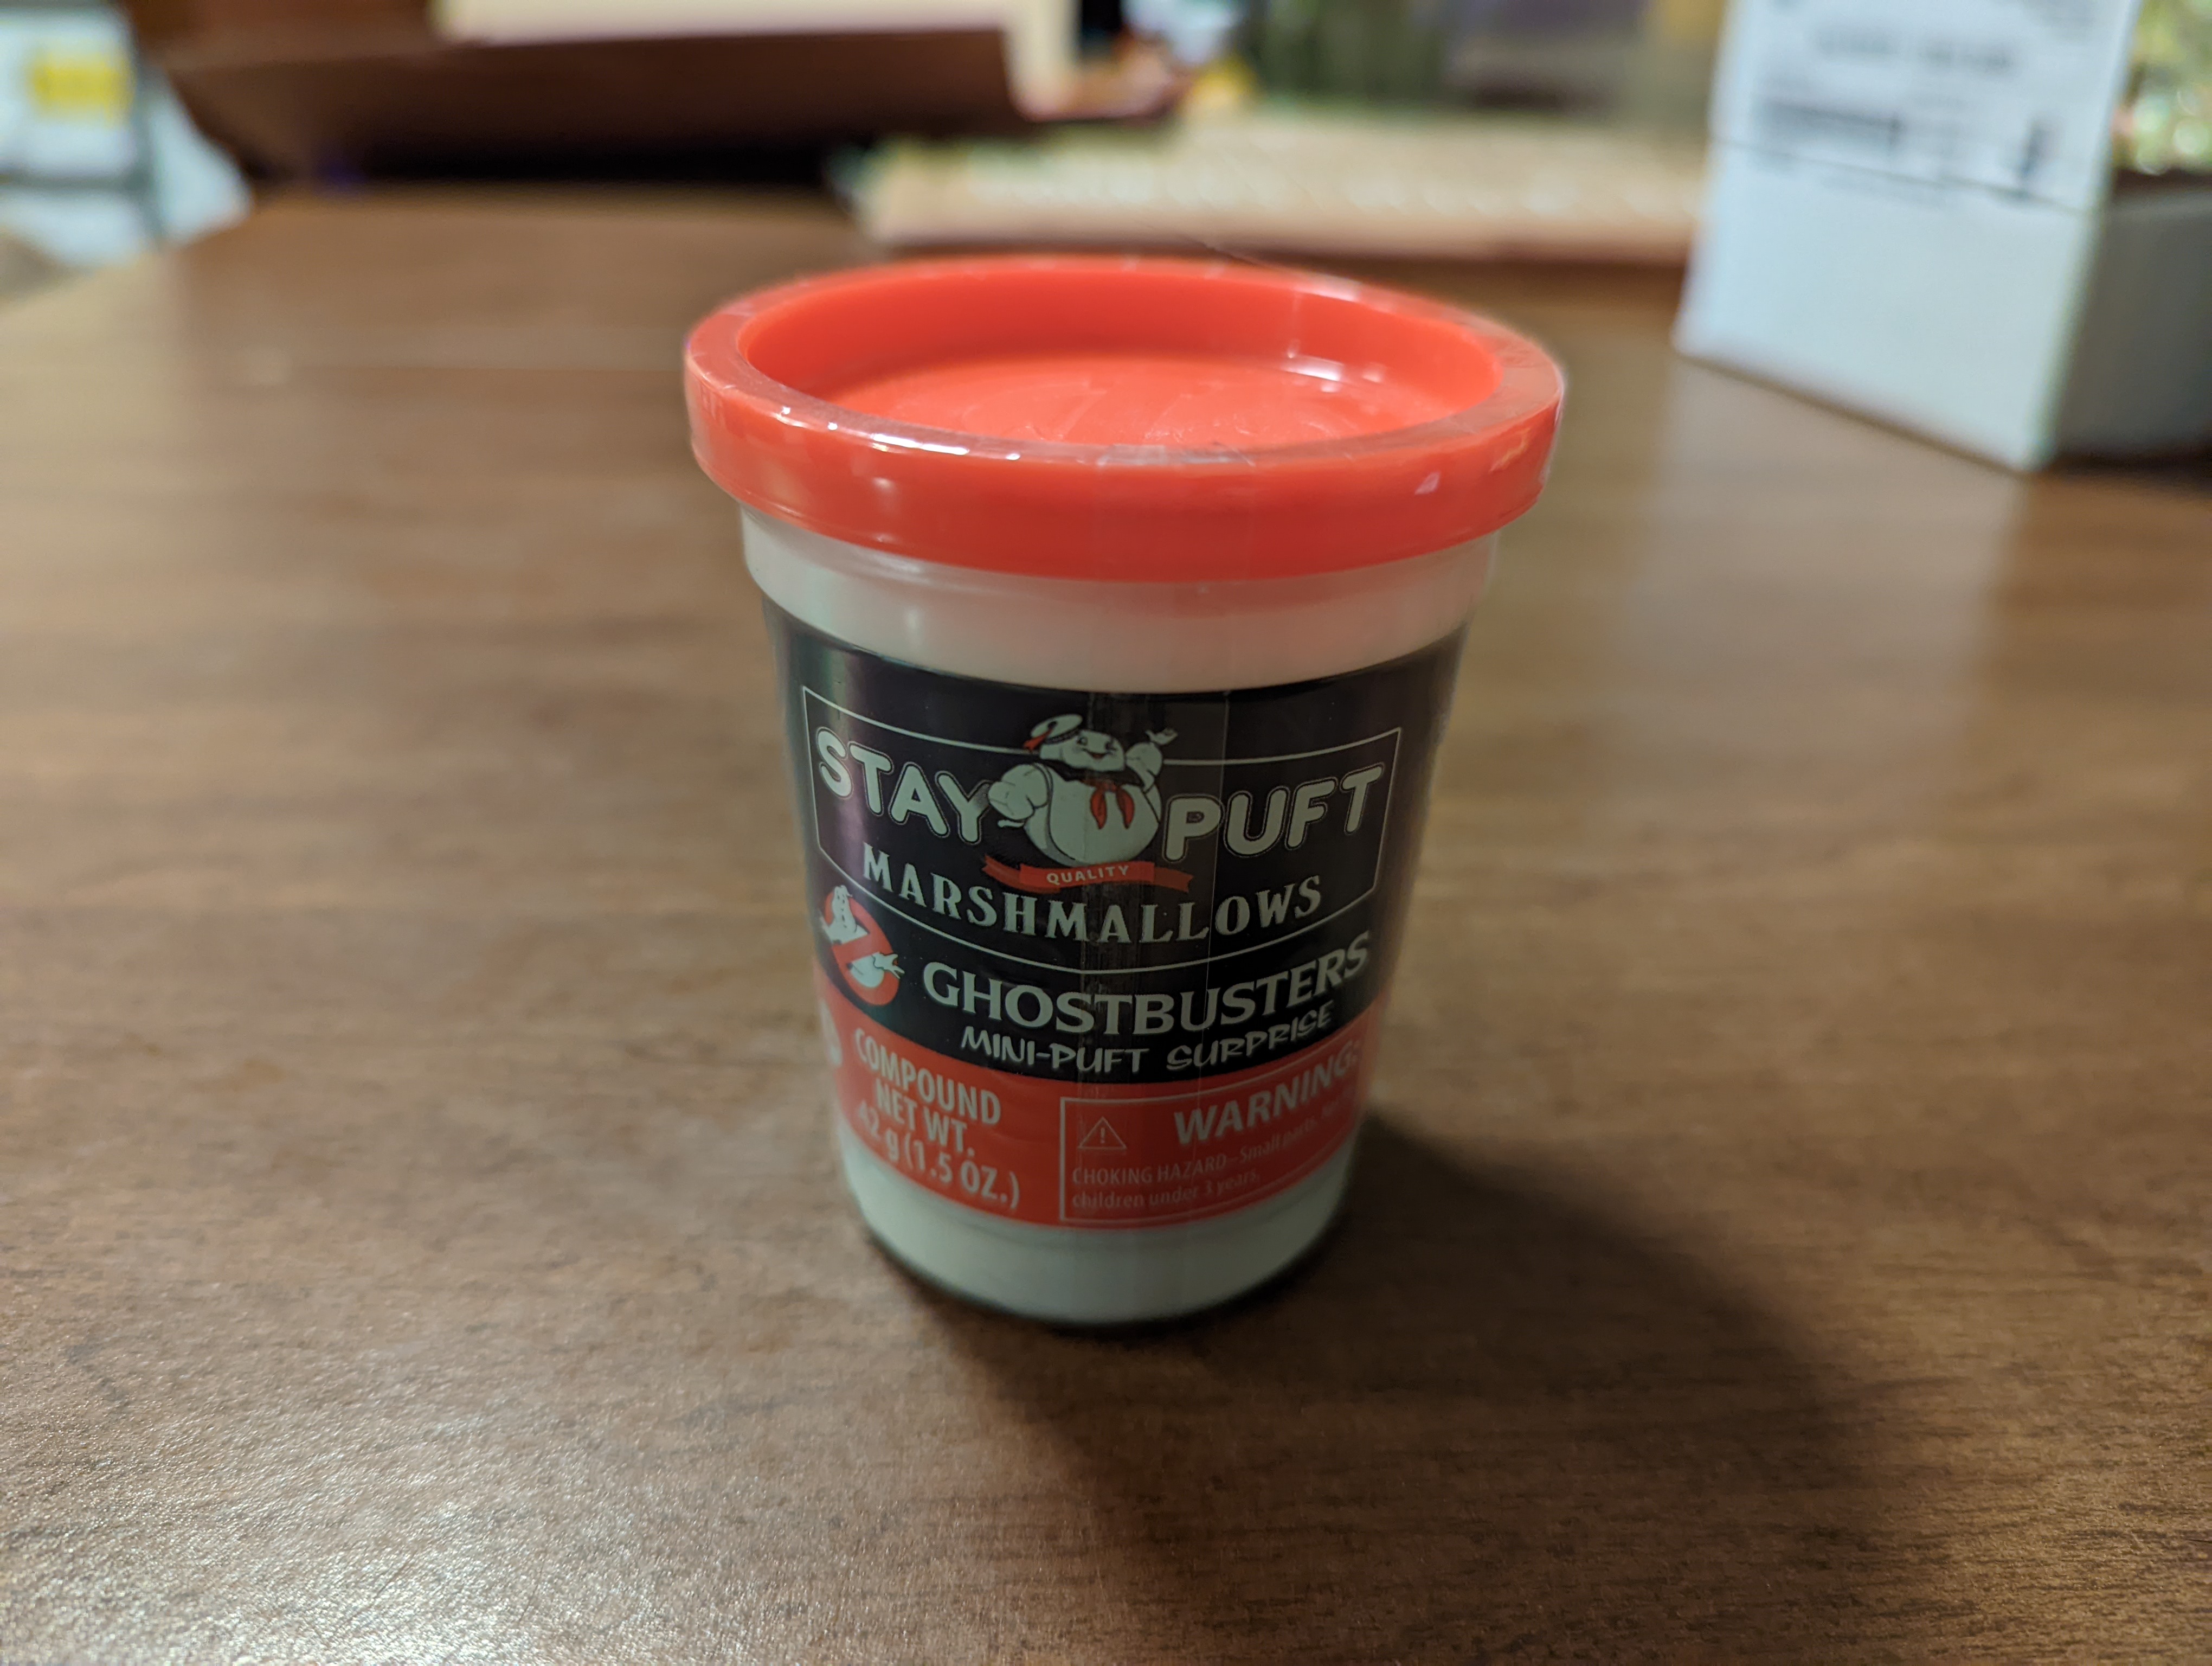 STAY PUFT
QUALITY
MARSHMALLOWS
GHOSTBUSTERS
MINI-PUFT SURPRISE
COMPOUND
NET WT.
42 g (1.5 OZ.)
WARNING:
CHOKING HAZARD–Small parts.
children under 3 years.